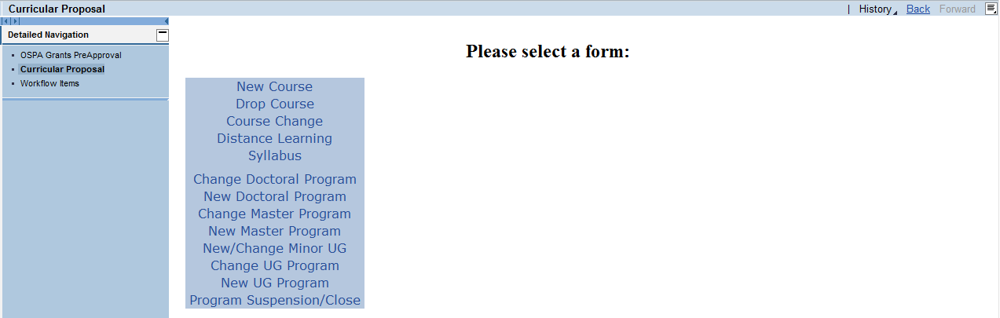 Curricular Proposal
History Back Forward
Detailed Navigation
OSPA Grants PreApproval
Curricular Proposal
Workflow Items
Please select a form:
New Course
Drop Course
Course Change
Distance Learning
Syllabus
Change Doctoral Program
New Doctoral Program
Change Master Program
New Master Program
New/Change Minor UG
Change UG Program
New UG Program
Program Suspension/Close